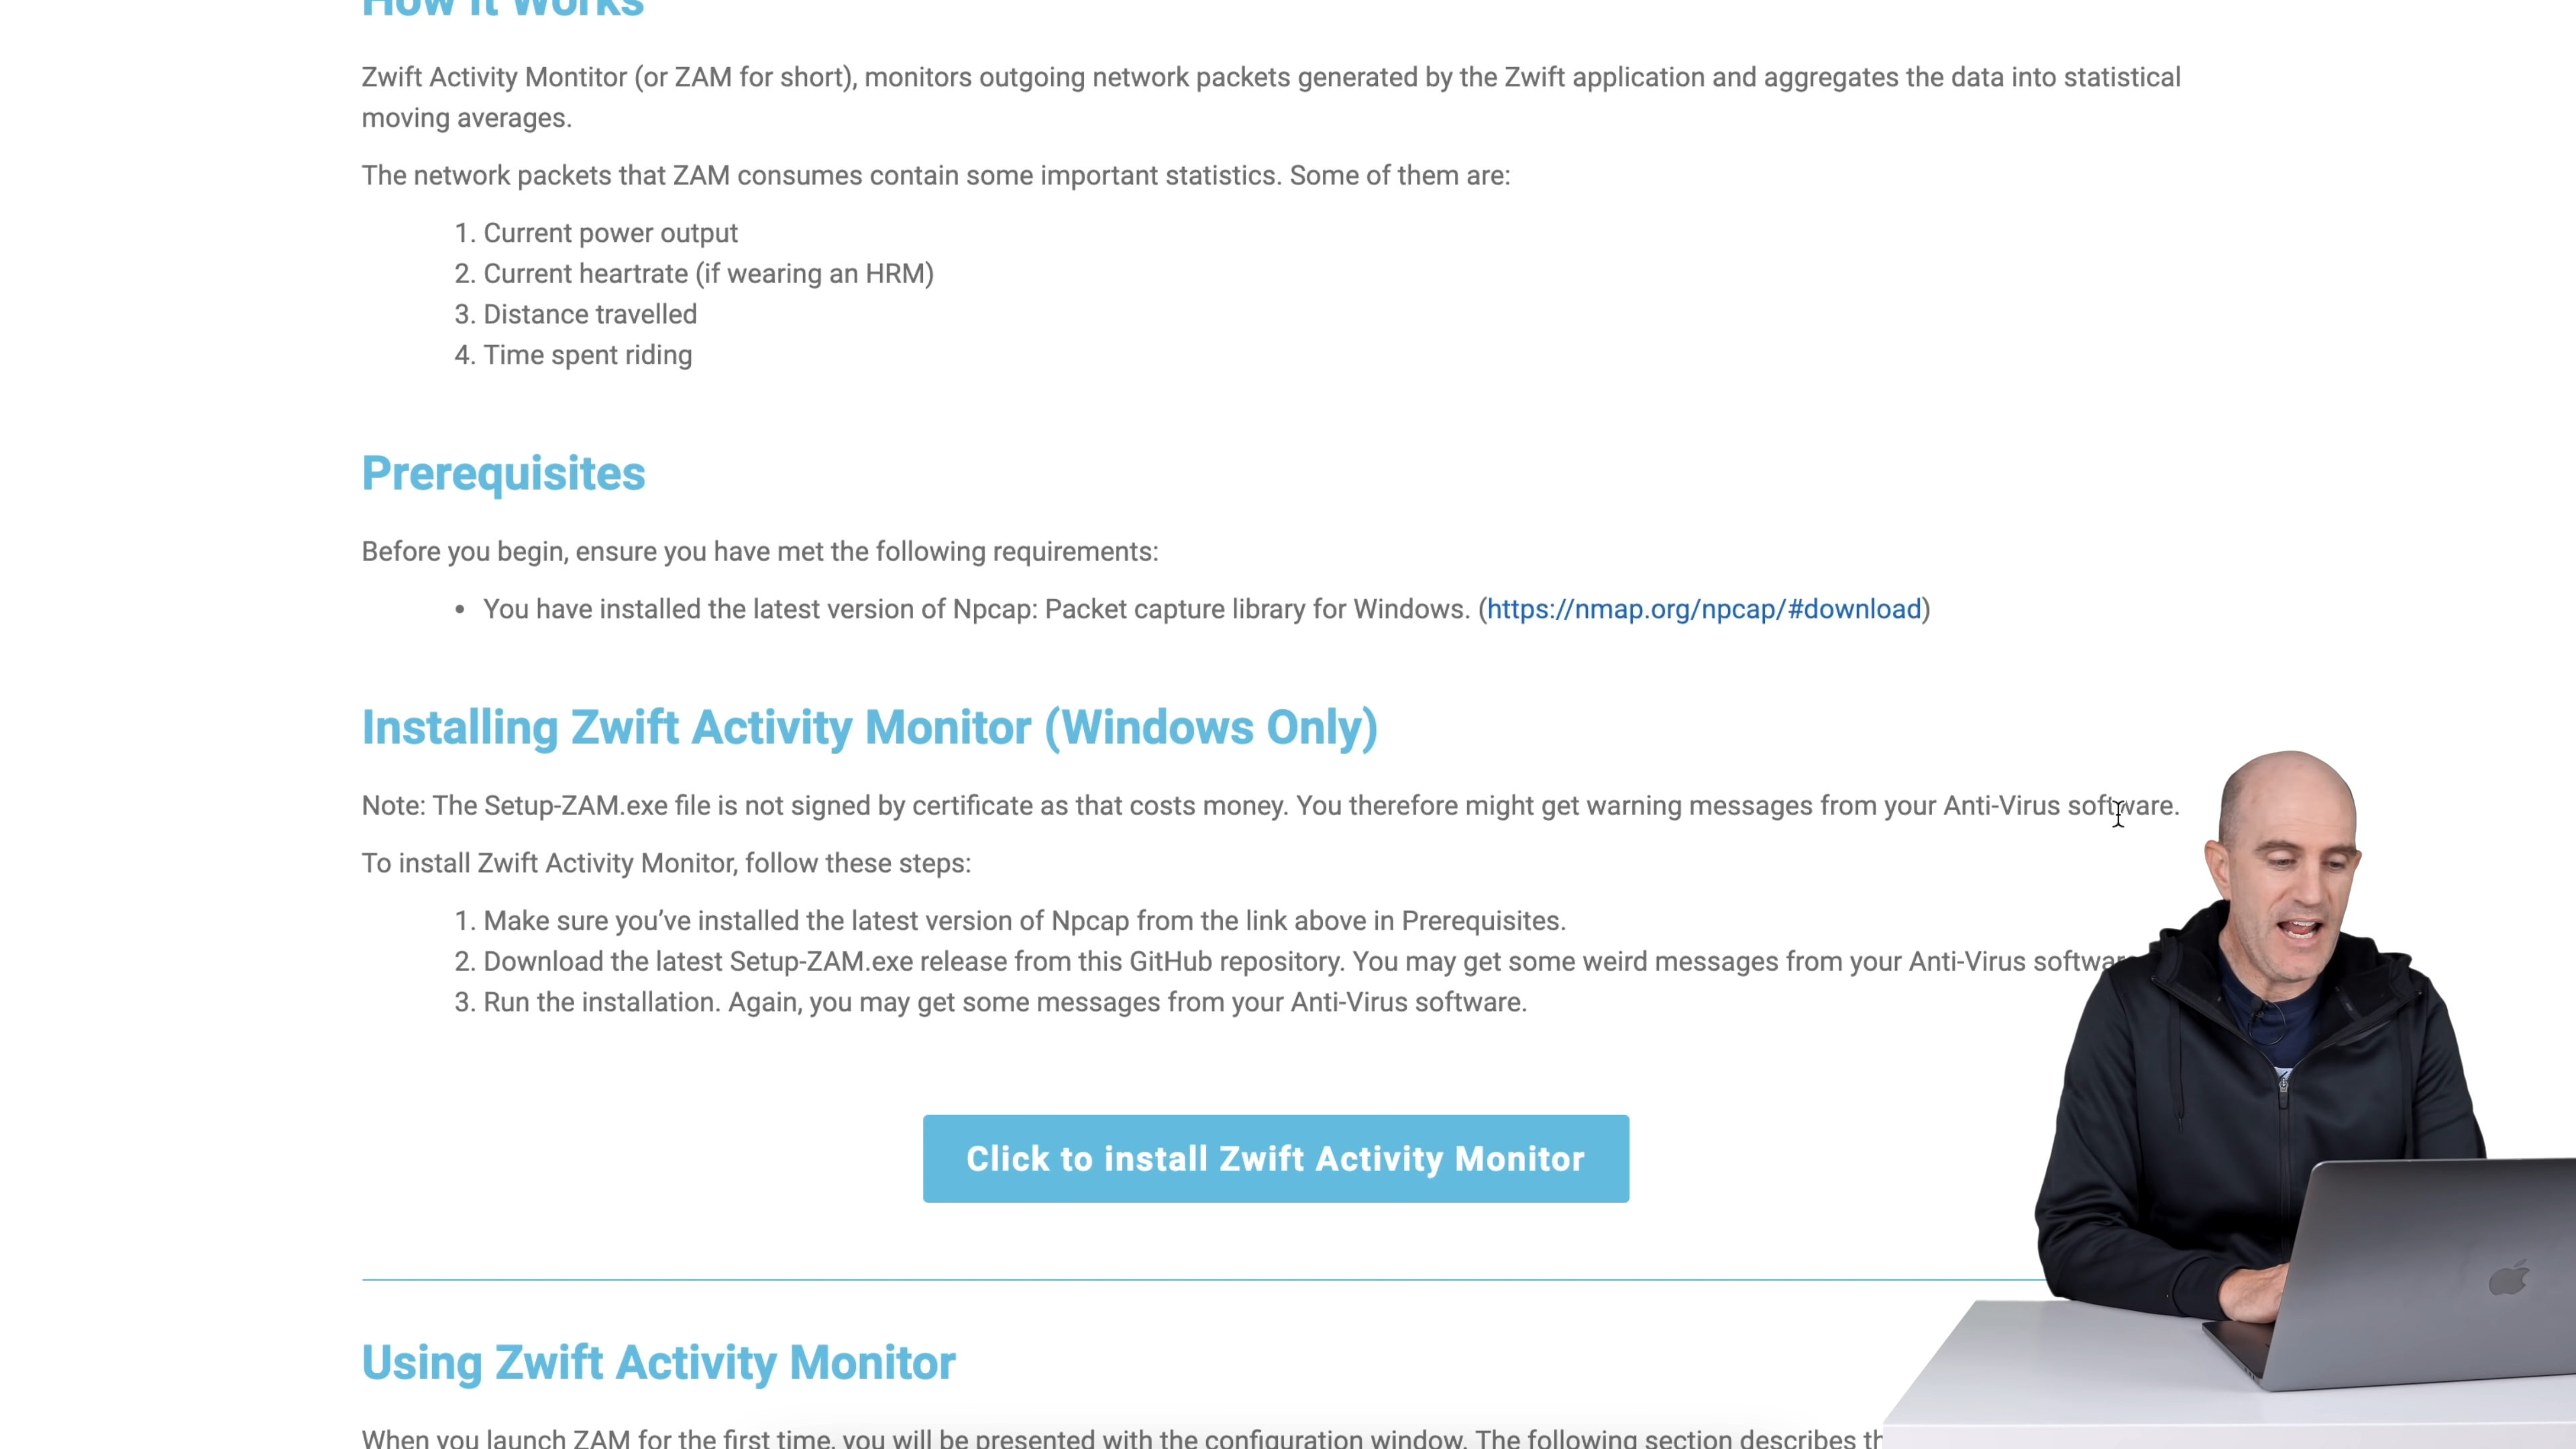 How it Works
Zwift Activity Montitor (or ZAM for short), monitors outgoing network packets generated by the Zwift application and aggregates the data into statistical
moving averages.
The network packets that ZAM consumes contain some important statistics. Some of them are:
1. Current power output
2. Current heartrate (if wearing an HRM)
3. Distance travelled
4. Time spent riding
Prerequisites
Before you begin, ensure you have met the following requirements:
• You have installed the latest version of Npcap: Packet capture library for Windows. (https://nmap.org/npcap/#download)
Installing Zwift Activity Monitor (Windows Only)
Note: The Setup-ZAM.exe file is not signed by certificate as that costs money. You therefore might get warning messages from your Anti-Virus software.
To install Zwift Activity Monitor, follow these steps:
1. Make sure you’ve installed the latest version of Npcap from the link above in Prerequisites.
2. Download the latest Setup-ZAM.exe release from this GitHub repository. You may get some weird messages from your Anti-Virus softwar
3. Run the installation. Again, you may get some messages from your Anti-Virus software.
Click to install Zwift Activity Monitor
Using Zwift Activity Monitor
When you launch ZAM for the first time, you will be presented with the configuration window. The following section describes th